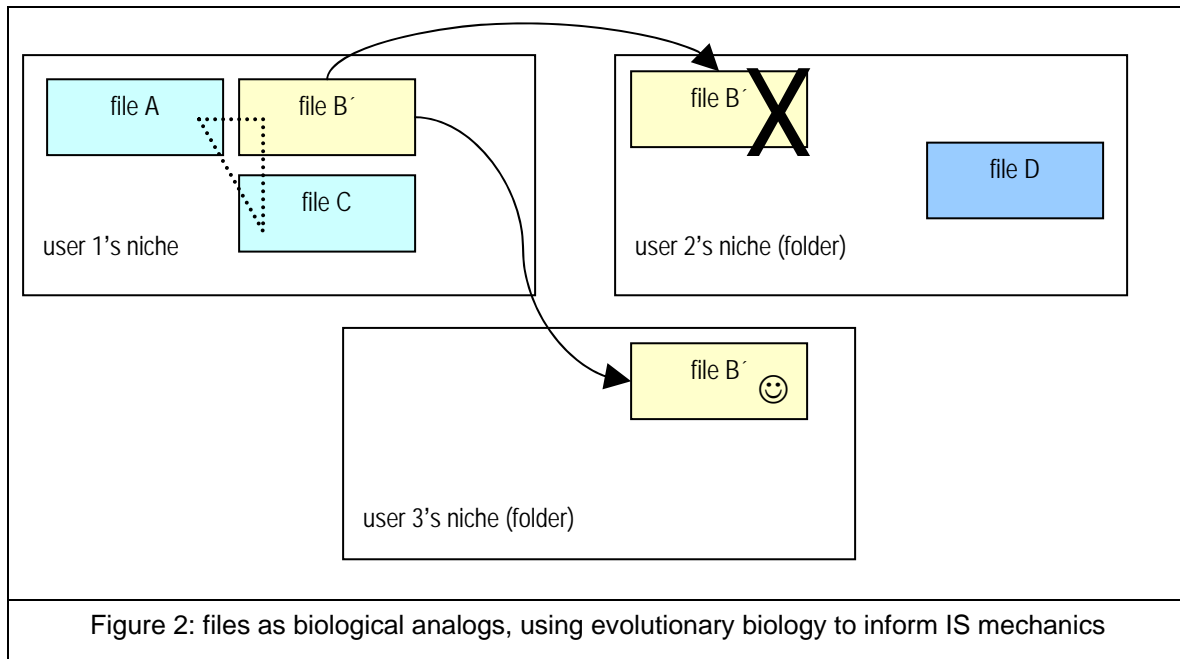 file A
file B´
file C
user 1's niche
file B´
X
file D
user 2's niche (folder)
file B´
☺
user 3's niche (folder)
Figure 2: files as biological analogs, using evolutionary biology to inform IS mechanics